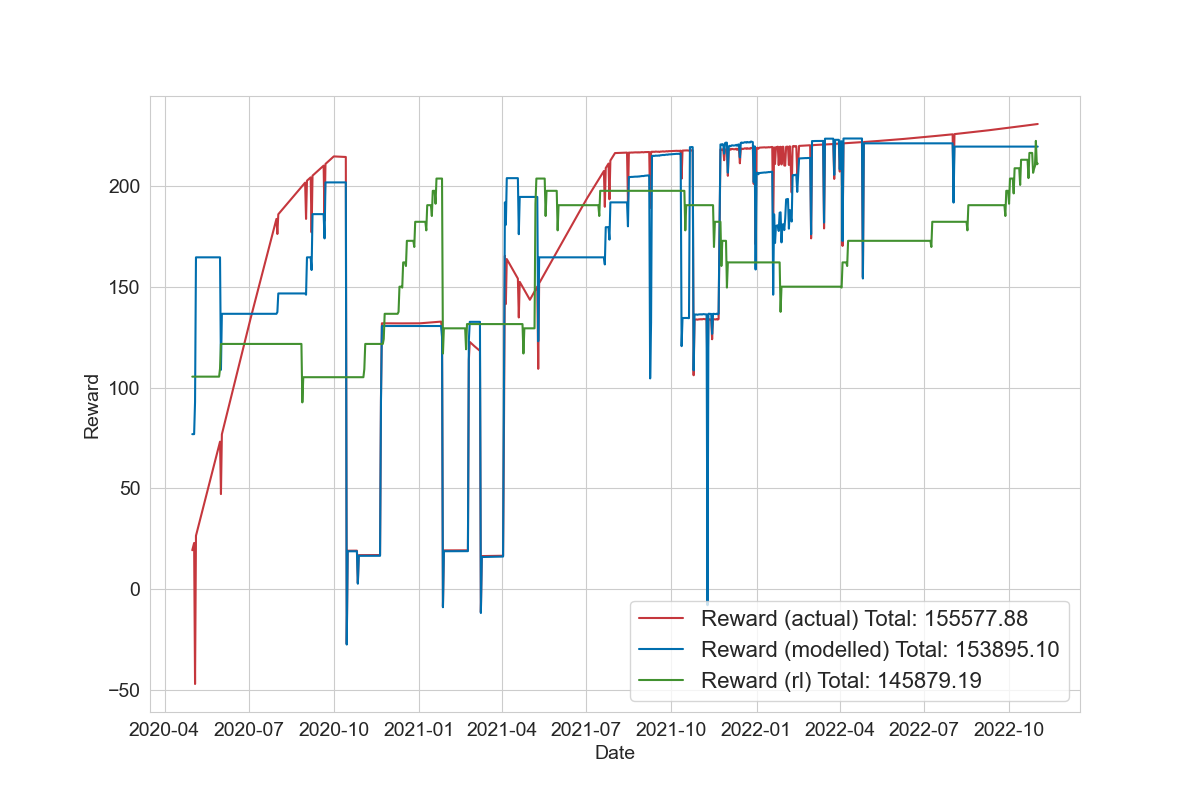 200
150
100
50
0
−50
Reward
2020-04 2020-07 2020-10 2021-01 2021-04 2021-07 2021-10 2022-01 2022-04 2022-07 2022-10
Date
Reward (actual) Total: 155577.88
Reward (modelled) Total: 153895.10
Reward (rl) Total: 145879.19